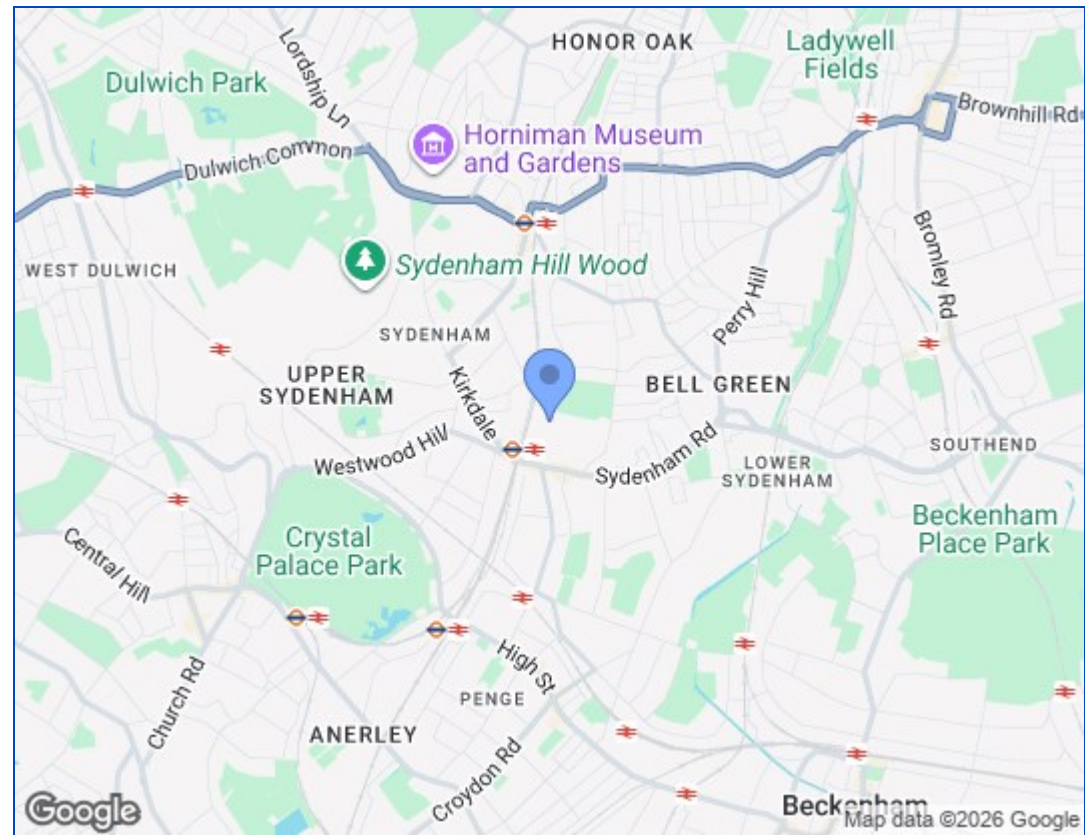 HONOR OAK
Ladywell
Fields
Lordship Ln
Dulwich Park
Brownhill Rd
Horniman Museum
and Gardens
Dulwich Common
Bromley Rd
WEST DULWICH
Sydenham Hill Wood
Perry Hill
SYDENHAM
UPPER
SYDENHAM
Kirkdale
BELL GREEN
Westwood Hill
Sydenham Rd
SOUTHEND
LOWER
SYDENHAM
Crystal
Palace Park
Beckenham
Place Park
Central Hill
High St
Church Rd
PENGE
ANERLEY
Croydon Rd
Beckenham
Google
Map data ©2026 Google